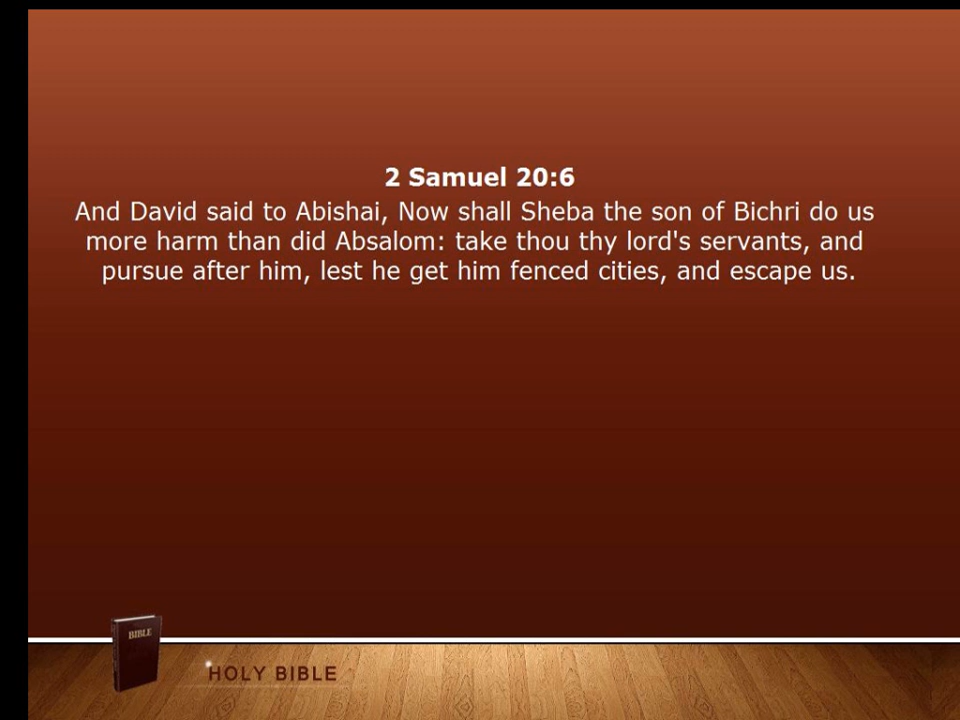 2 Samuel 20:6
And David said to Abishai, Now shall Sheba the son of Bichri do us
more harm than did Absalom: take thou thy lord's servants, and
pursue after him, lest he get him fenced cities, and escape us.
BIBLE
HOLY BIBLE